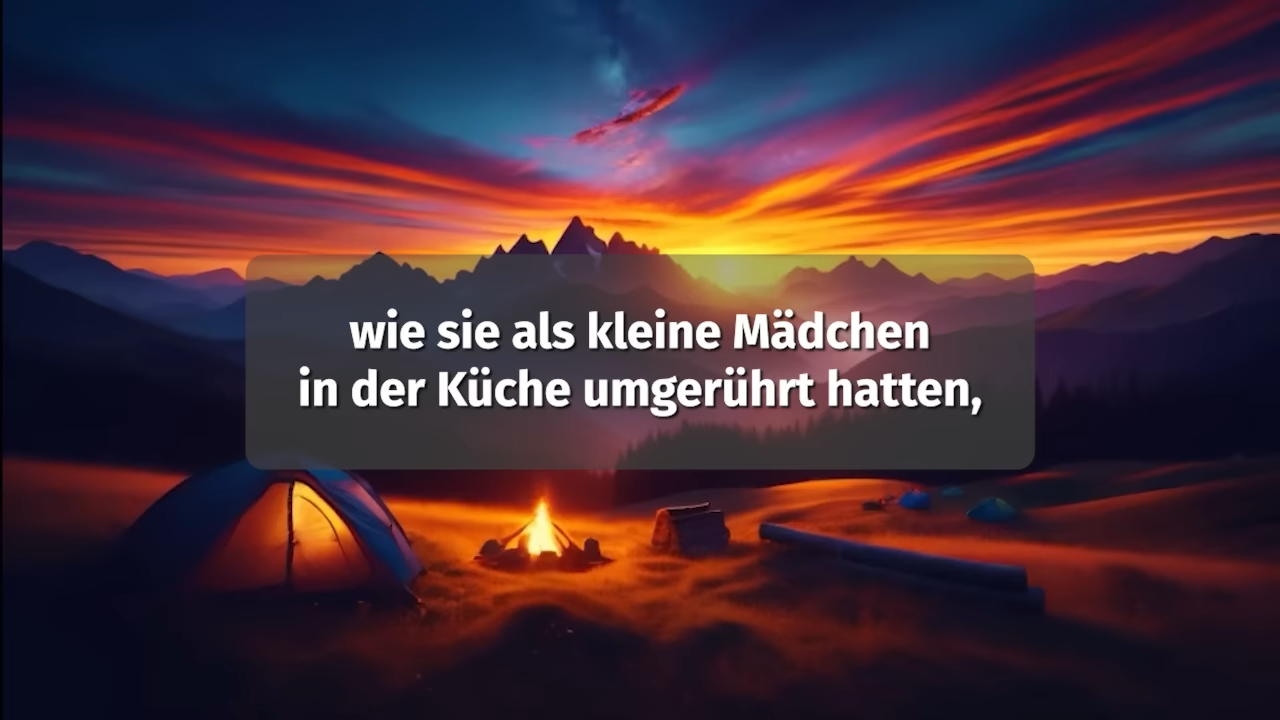 wie sie als kleine Mädchen
in der Küche umgerührt hatten,